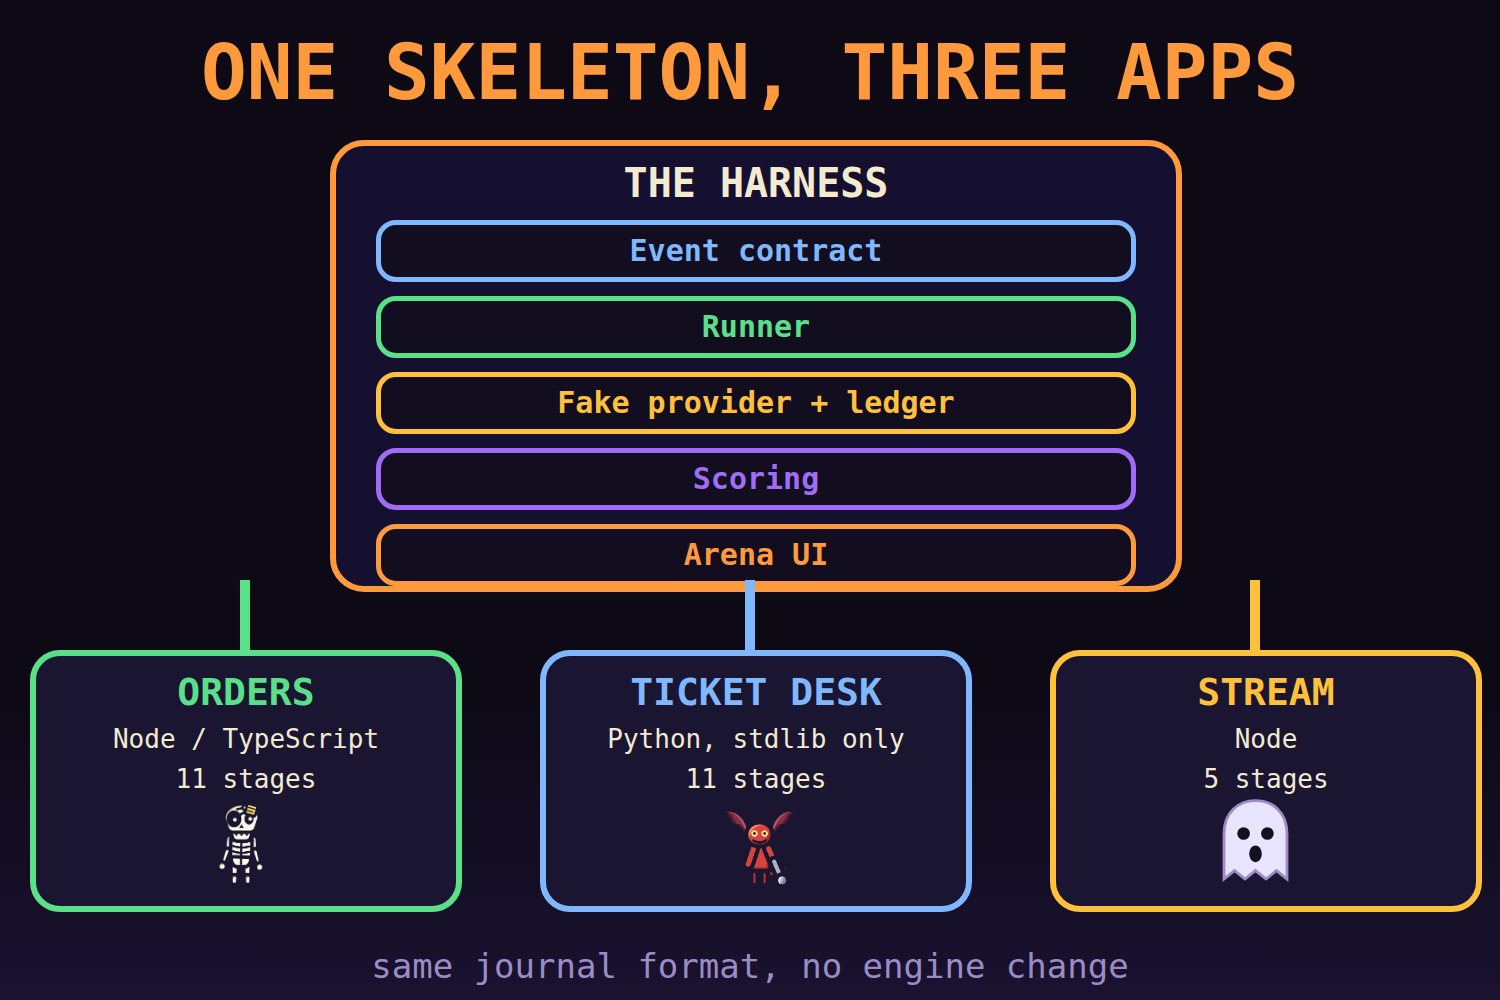 ONE SKELETON, THREE APPS
THE HARNESS
Event contract
Runner
Fake provider + ledger
Scoring
Arena UI
ORDERS
Node / TypeScript
11 stages
TICKET DESK
Python, stdlib only
11 stages
STREAM
Node
5 stages
same journal format, no engine change